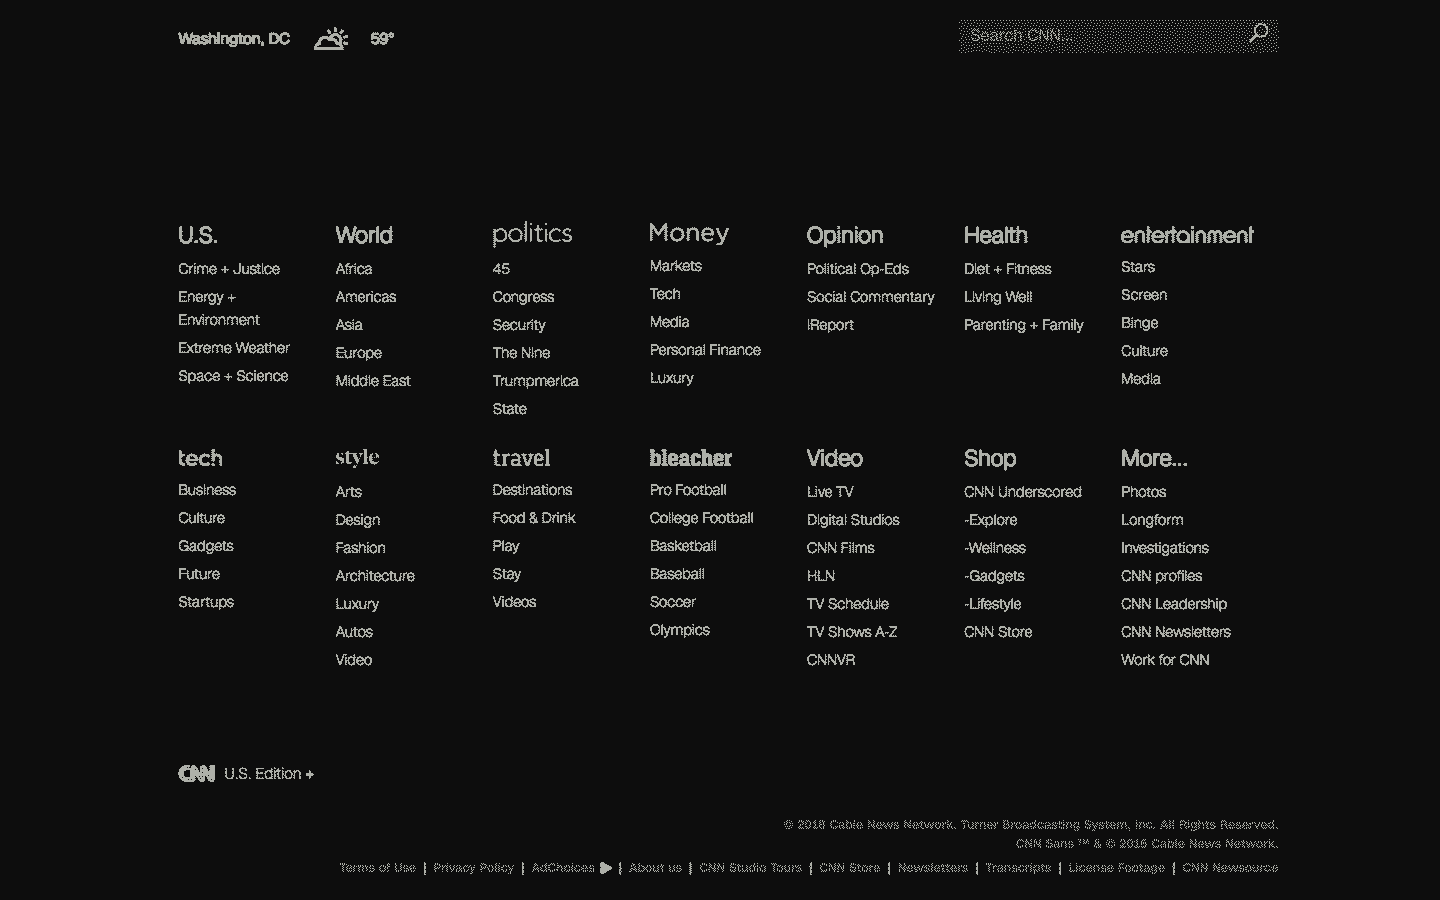 Washington, DC 59°
Search CNN...
U.S.
Crime + Justice
Energy +
Environment
Extreme Weather
Space + Science
World
Africa
Americas
Asia
Europe
Middle East
politics
45
Congress
Security
The Nine
Trumpmerica
State
Money
Markets
Tech
Media
Personal Finance
Luxury
Opinion
Political Op-Eds
Social Commentary
iReport
Health
Diet + Fitness
Living Well
Parenting + Family
entertainment
Stars
Screen
Binge
Culture
Media
tech
Business
Culture
Gadgets
Future
Startups
style
Arts
Design
Fashion
Architecture
Luxury
Autos
Video
travel
Destinations
Food & Drink
Play
Stay
Videos
bleacher
Pro Football
College Football
Basketball
Baseball
Soccer
Olympics
Video
Live TV
Digital Studios
CNN Films
HLN
TV Schedule
TV Shows A-Z
CNNVR
Shop
CNN Underscored
-Explore
-Wellness
-Gadgets
-Lifestyle
CNN Store
More...
Photos
Longform
Investigations
CNN profiles
CNN Leadership
CNN Newsletters
Work for CNN
CNN U.S. Edition +
© 2018 Cable News Network. Turner Broadcasting System, Inc. All Rights Reserved.
CNN Sans ™ & © 2016 Cable News Network.
Terms of Use | Privacy Policy | AdChoices | About us | CNN Studio Tours | CNN Store | Newsletters | Transcripts | License Footage | CNN Newsource